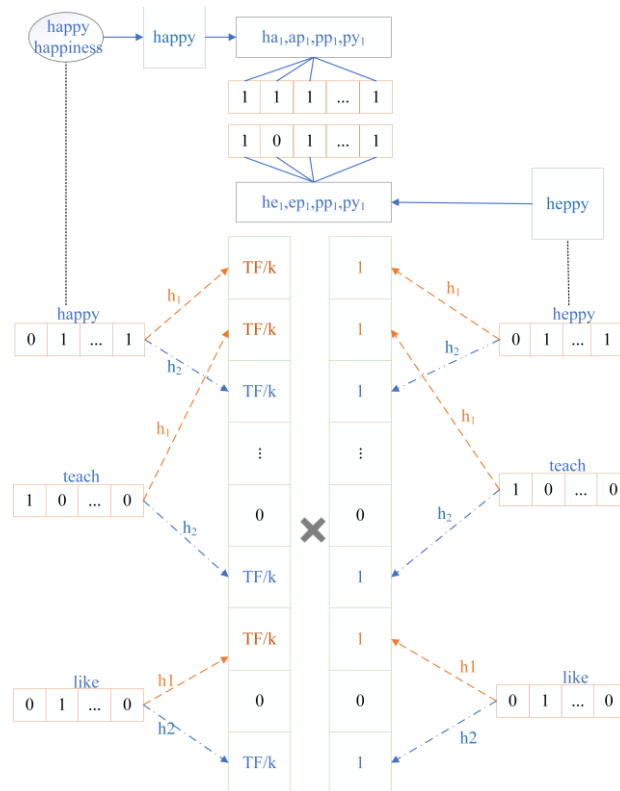 happy
happiness
happy
ha₁,ap₁,pp₁,py₁
1 1 1 ... 1
1 0 1 ... 1
he₁,ep₁,pp₁,py₁
heppy
TF/k 1
h₁ h₁
happy heppy
0 1 ... 1 TF/k 1 0 1 ... 1
h₂ h₂
TF/k 1
h₁ h₁
⋮ ⋮
teach teach
1 0 ... 0 0 0 1 0 ... 0
h₂ × h₂
TF/k 1
TF/k 1
like h1 h1 like
0 1 ... 0 0 0 0 1 ... 0
h2 h2
TF/k 1